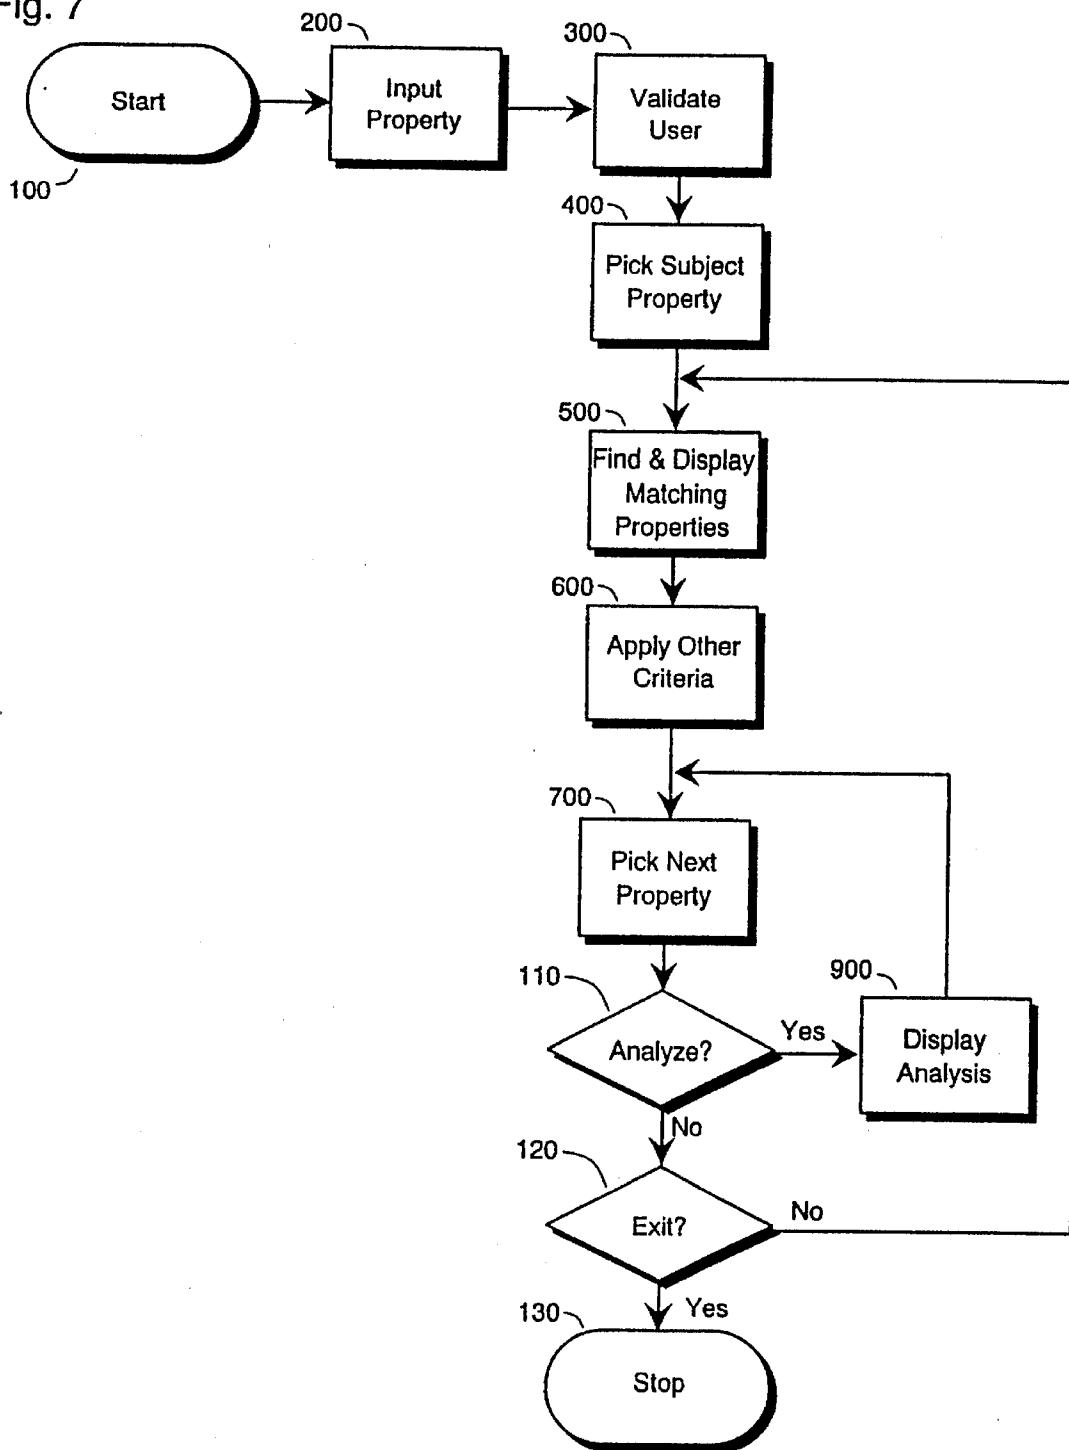 Fig. 7
200
300
Start
Input
Property
Validate
User
100
400
Pick Subject
Property
500
Find & Display
Matching
Properties
600
Apply Other
Criteria
700
Pick Next
Property
110
900
Analyze?
Yes
Display
Analysis
No
120
Exit?
No
130
Yes
Stop